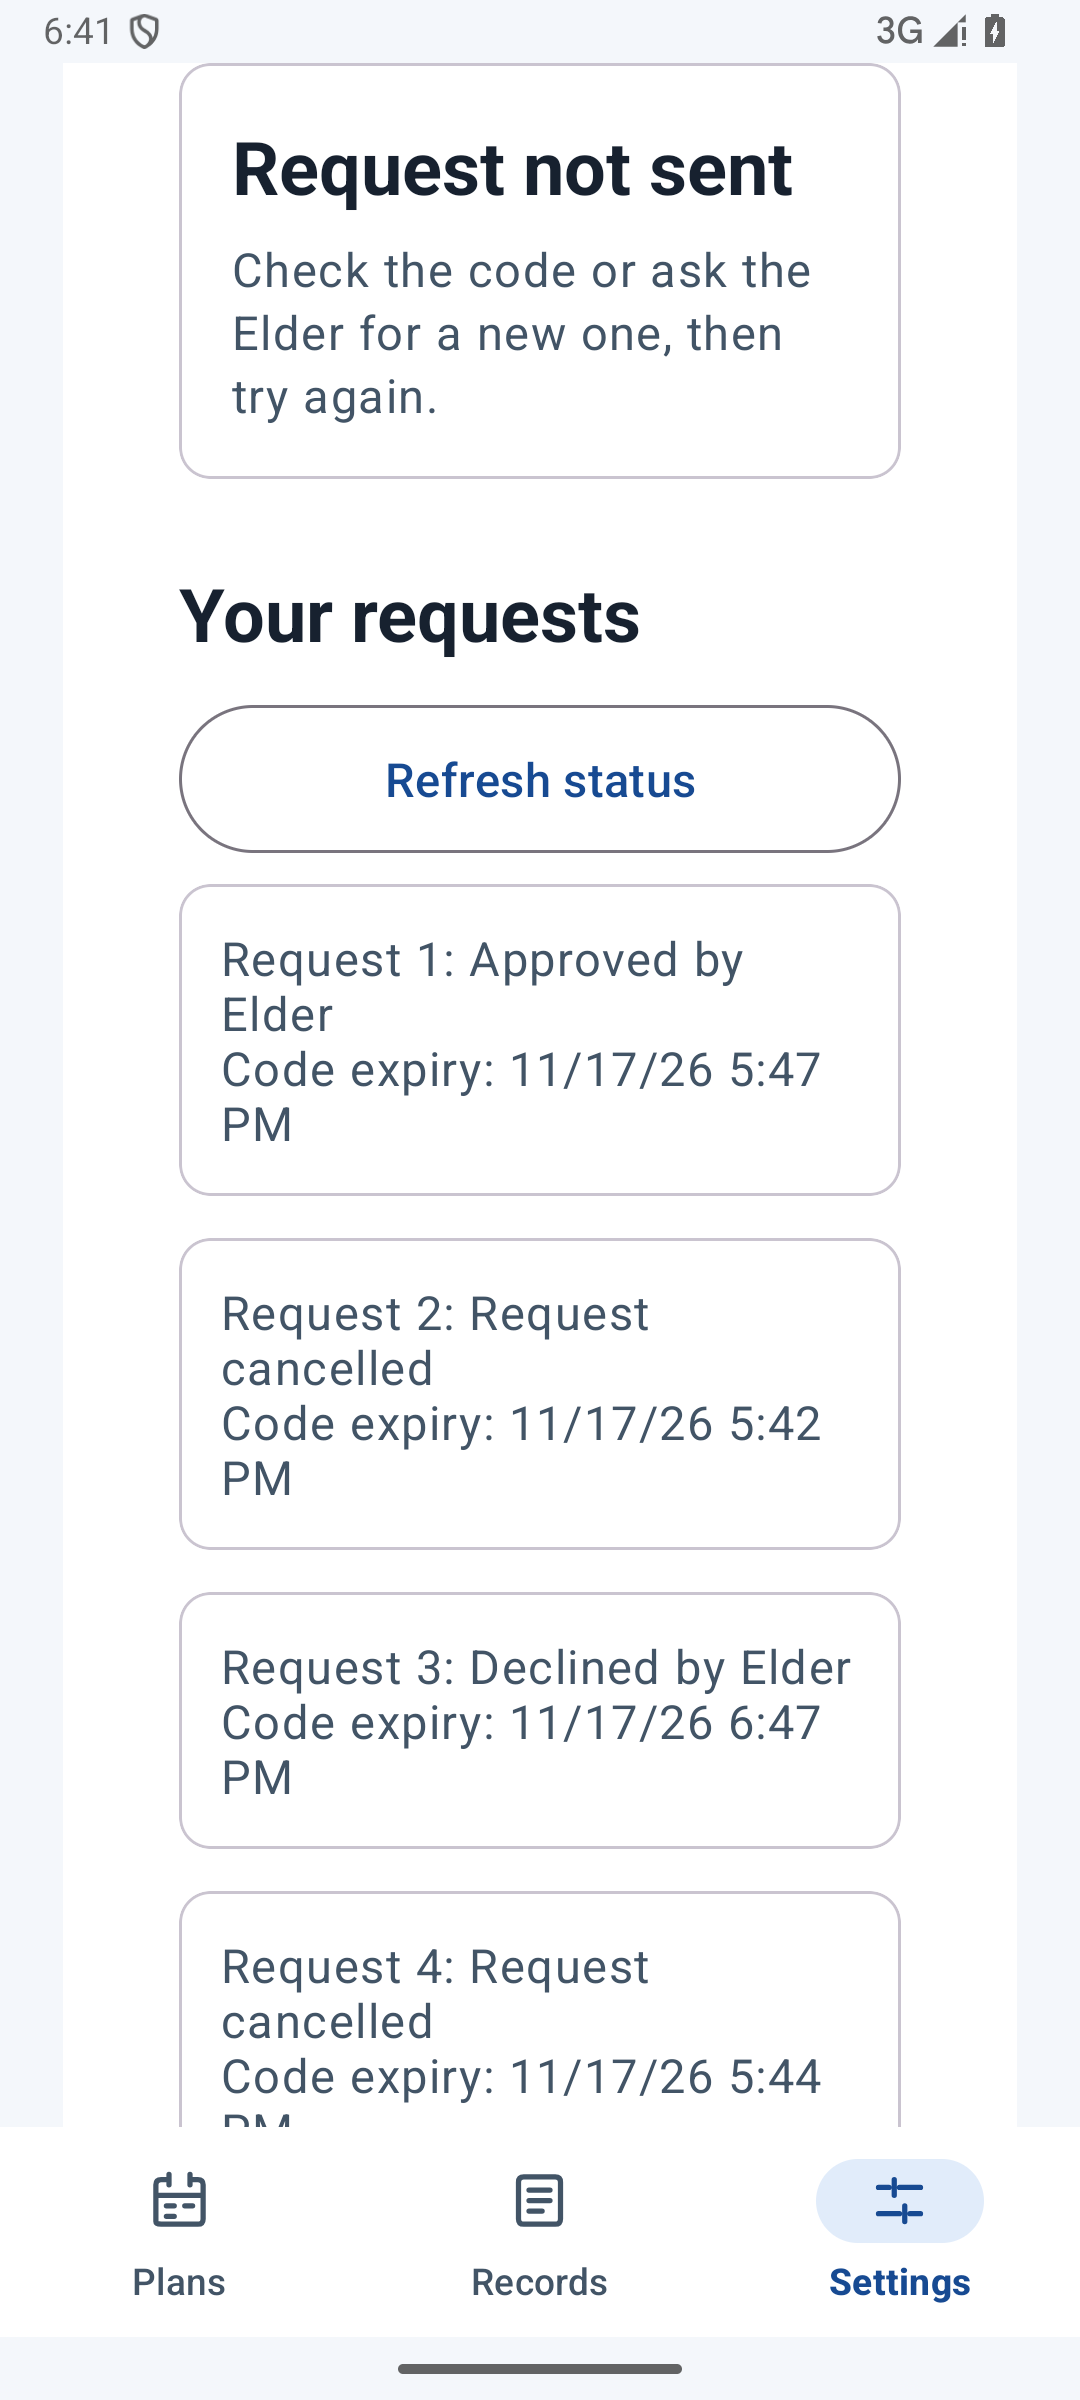 6:41
3G
Request not sent
Check the code or ask the
Elder for a new one, then
try again.
Your requests
Refresh status
Request 1: Approved by
Elder
Code expiry: 11/17/26 5:47
PM
Request 2: Request
cancelled
Code expiry: 11/17/26 5:42
PM
Request 3: Declined by Elder
Code expiry: 11/17/26 6:47
PM
Request 4: Request
cancelled
Code expiry: 11/17/26 5:44
PM
Plans
Records
Settings